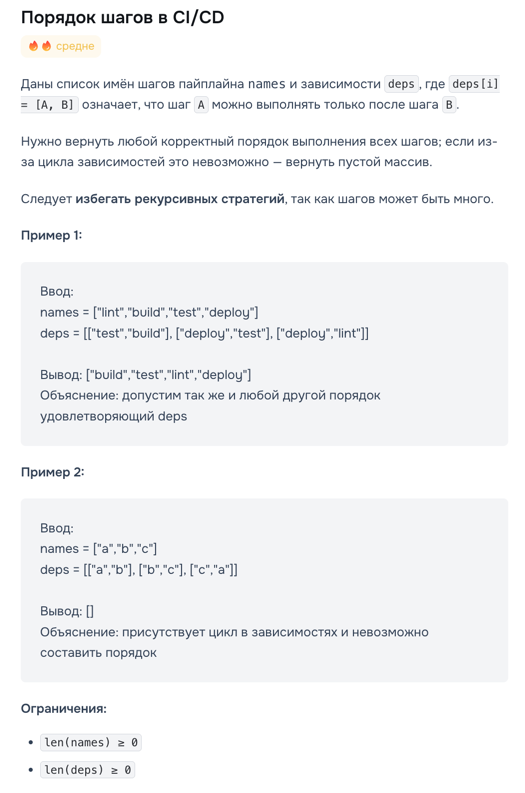 Порядок шагов в CI/CD
🔥🔥 средне
Даны список имён шагов пайплайна names и зависимости deps, где deps[i]
= [A, B] означает, что шаг A можно выполнять только после шага B.
Нужно вернуть любой корректный порядок выполнения всех шагов; если из-
за цикла зависимостей это невозможно — вернуть пустой массив.
Следует избегать рекурсивных стратегий, так как шагов может быть много.
Пример 1:
Ввод:
names = ["lint","build","test","deploy"]
deps = [["test","build"], ["deploy","test"], ["deploy","lint"]]
Вывод: ["build","test","lint","deploy"]
Объяснение: допустим так же и любой другой порядок
удовлетворяющий deps
Пример 2:
Ввод:
names = ["a","b","c"]
deps = [["a","b"], ["b","c"], ["c","a"]]
Вывод: []
Объяснение: присутствует цикл в зависимостях и невозможно
составить порядок
Ограничения:
• len(names) ≥ 0
• len(deps) ≥ 0